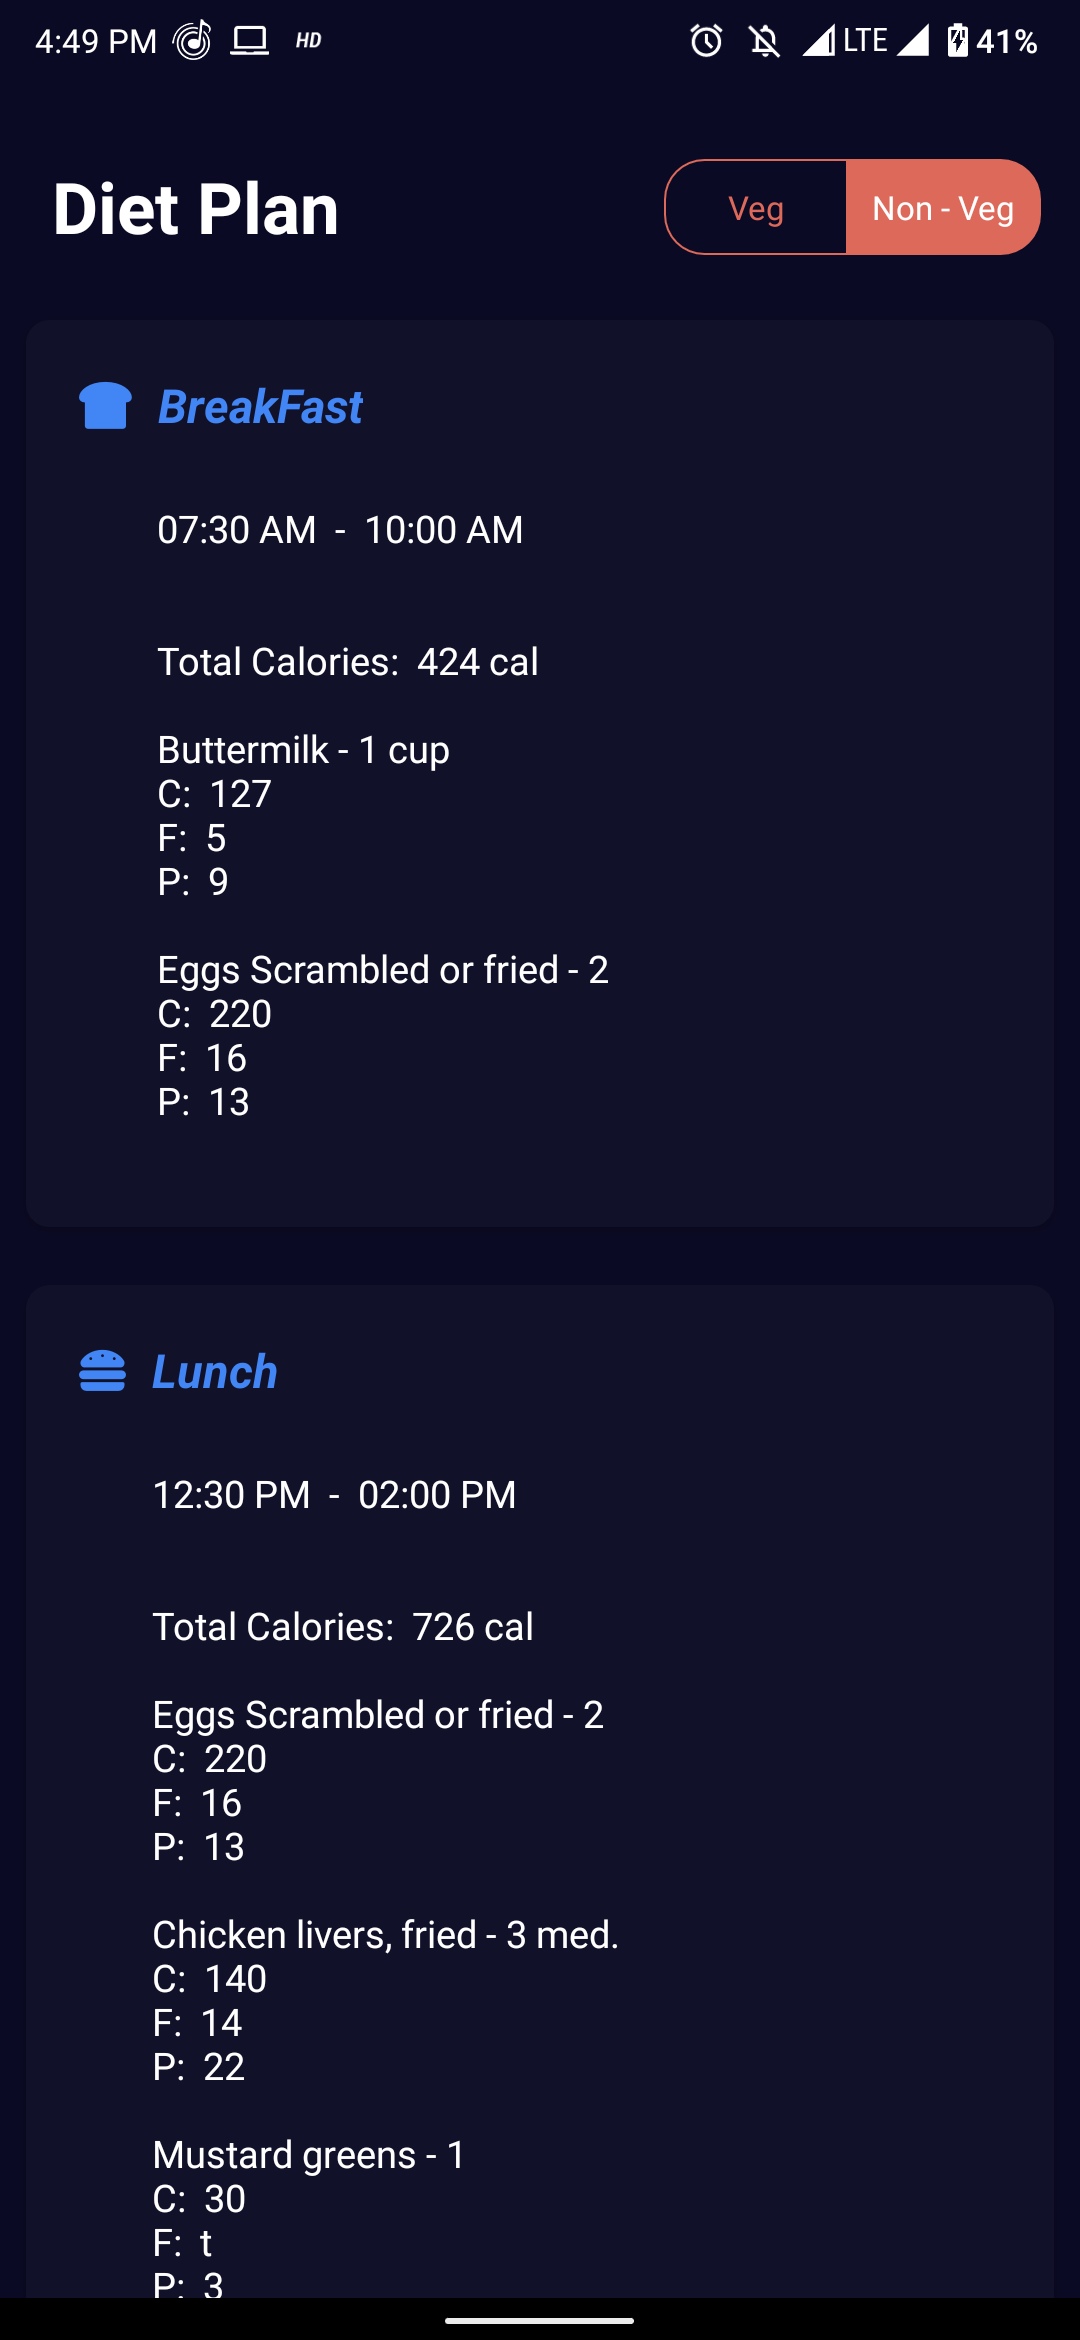 4:49 PM HD LTE 41%
Diet Plan
Veg Non - Veg
BreakFast
07:30 AM - 10:00 AM
Total Calories: 424 cal
Buttermilk - 1 cup
C: 127
F: 5
P: 9
Eggs Scrambled or fried - 2
C: 220
F: 16
P: 13
Lunch
12:30 PM - 02:00 PM
Total Calories: 726 cal
Eggs Scrambled or fried - 2
C: 220
F: 16
P: 13
Chicken livers, fried - 3 med.
C: 140
F: 14
P: 22
Mustard greens - 1
C: 30
F: t
P: 3